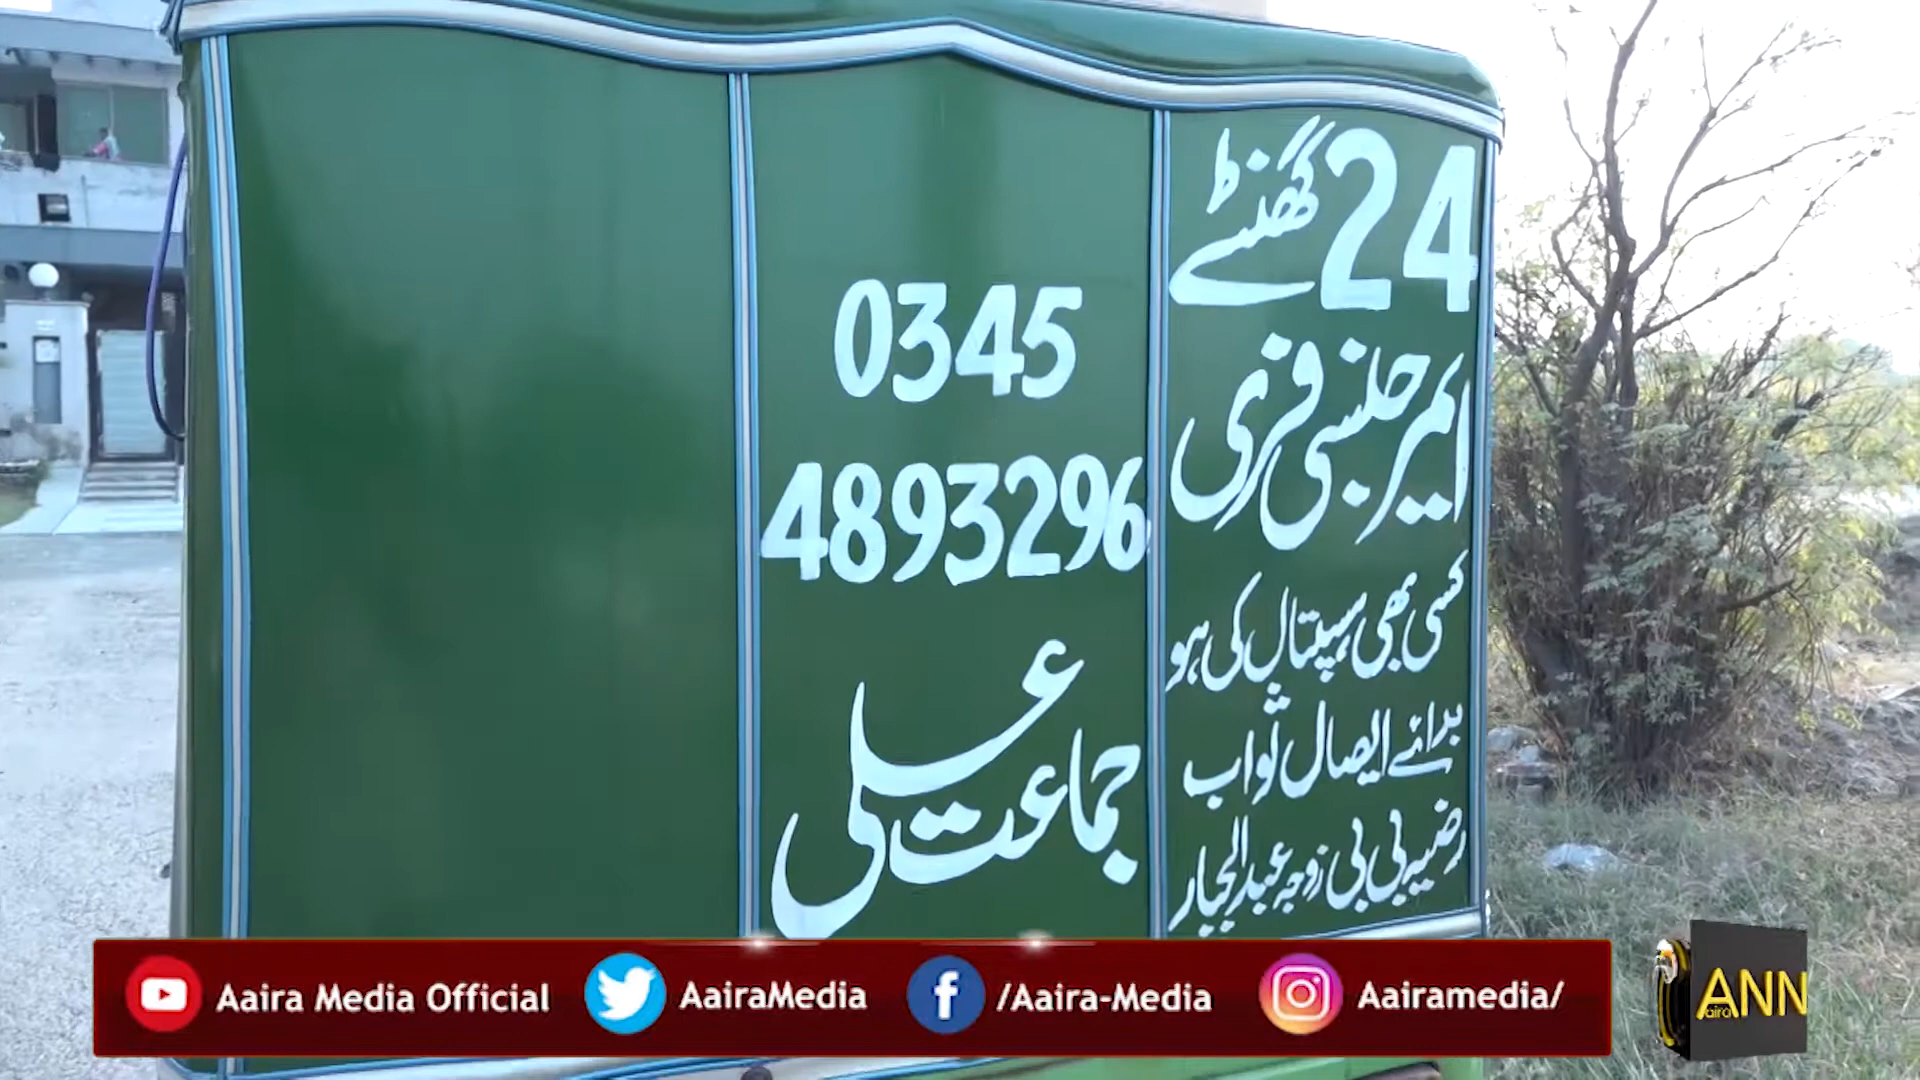 24 گھنٹے
ایمرجنسی فری
کسی بھی ہسپتال کی ہو
برائے ایصال ثواب
رضیہ بی بی زوجہ عبدالجبار
0345
4893296
جماعت علی
Aaira Media Official
AairaMedia
/Aaira-Media
Aairamedia/
ANN
aira